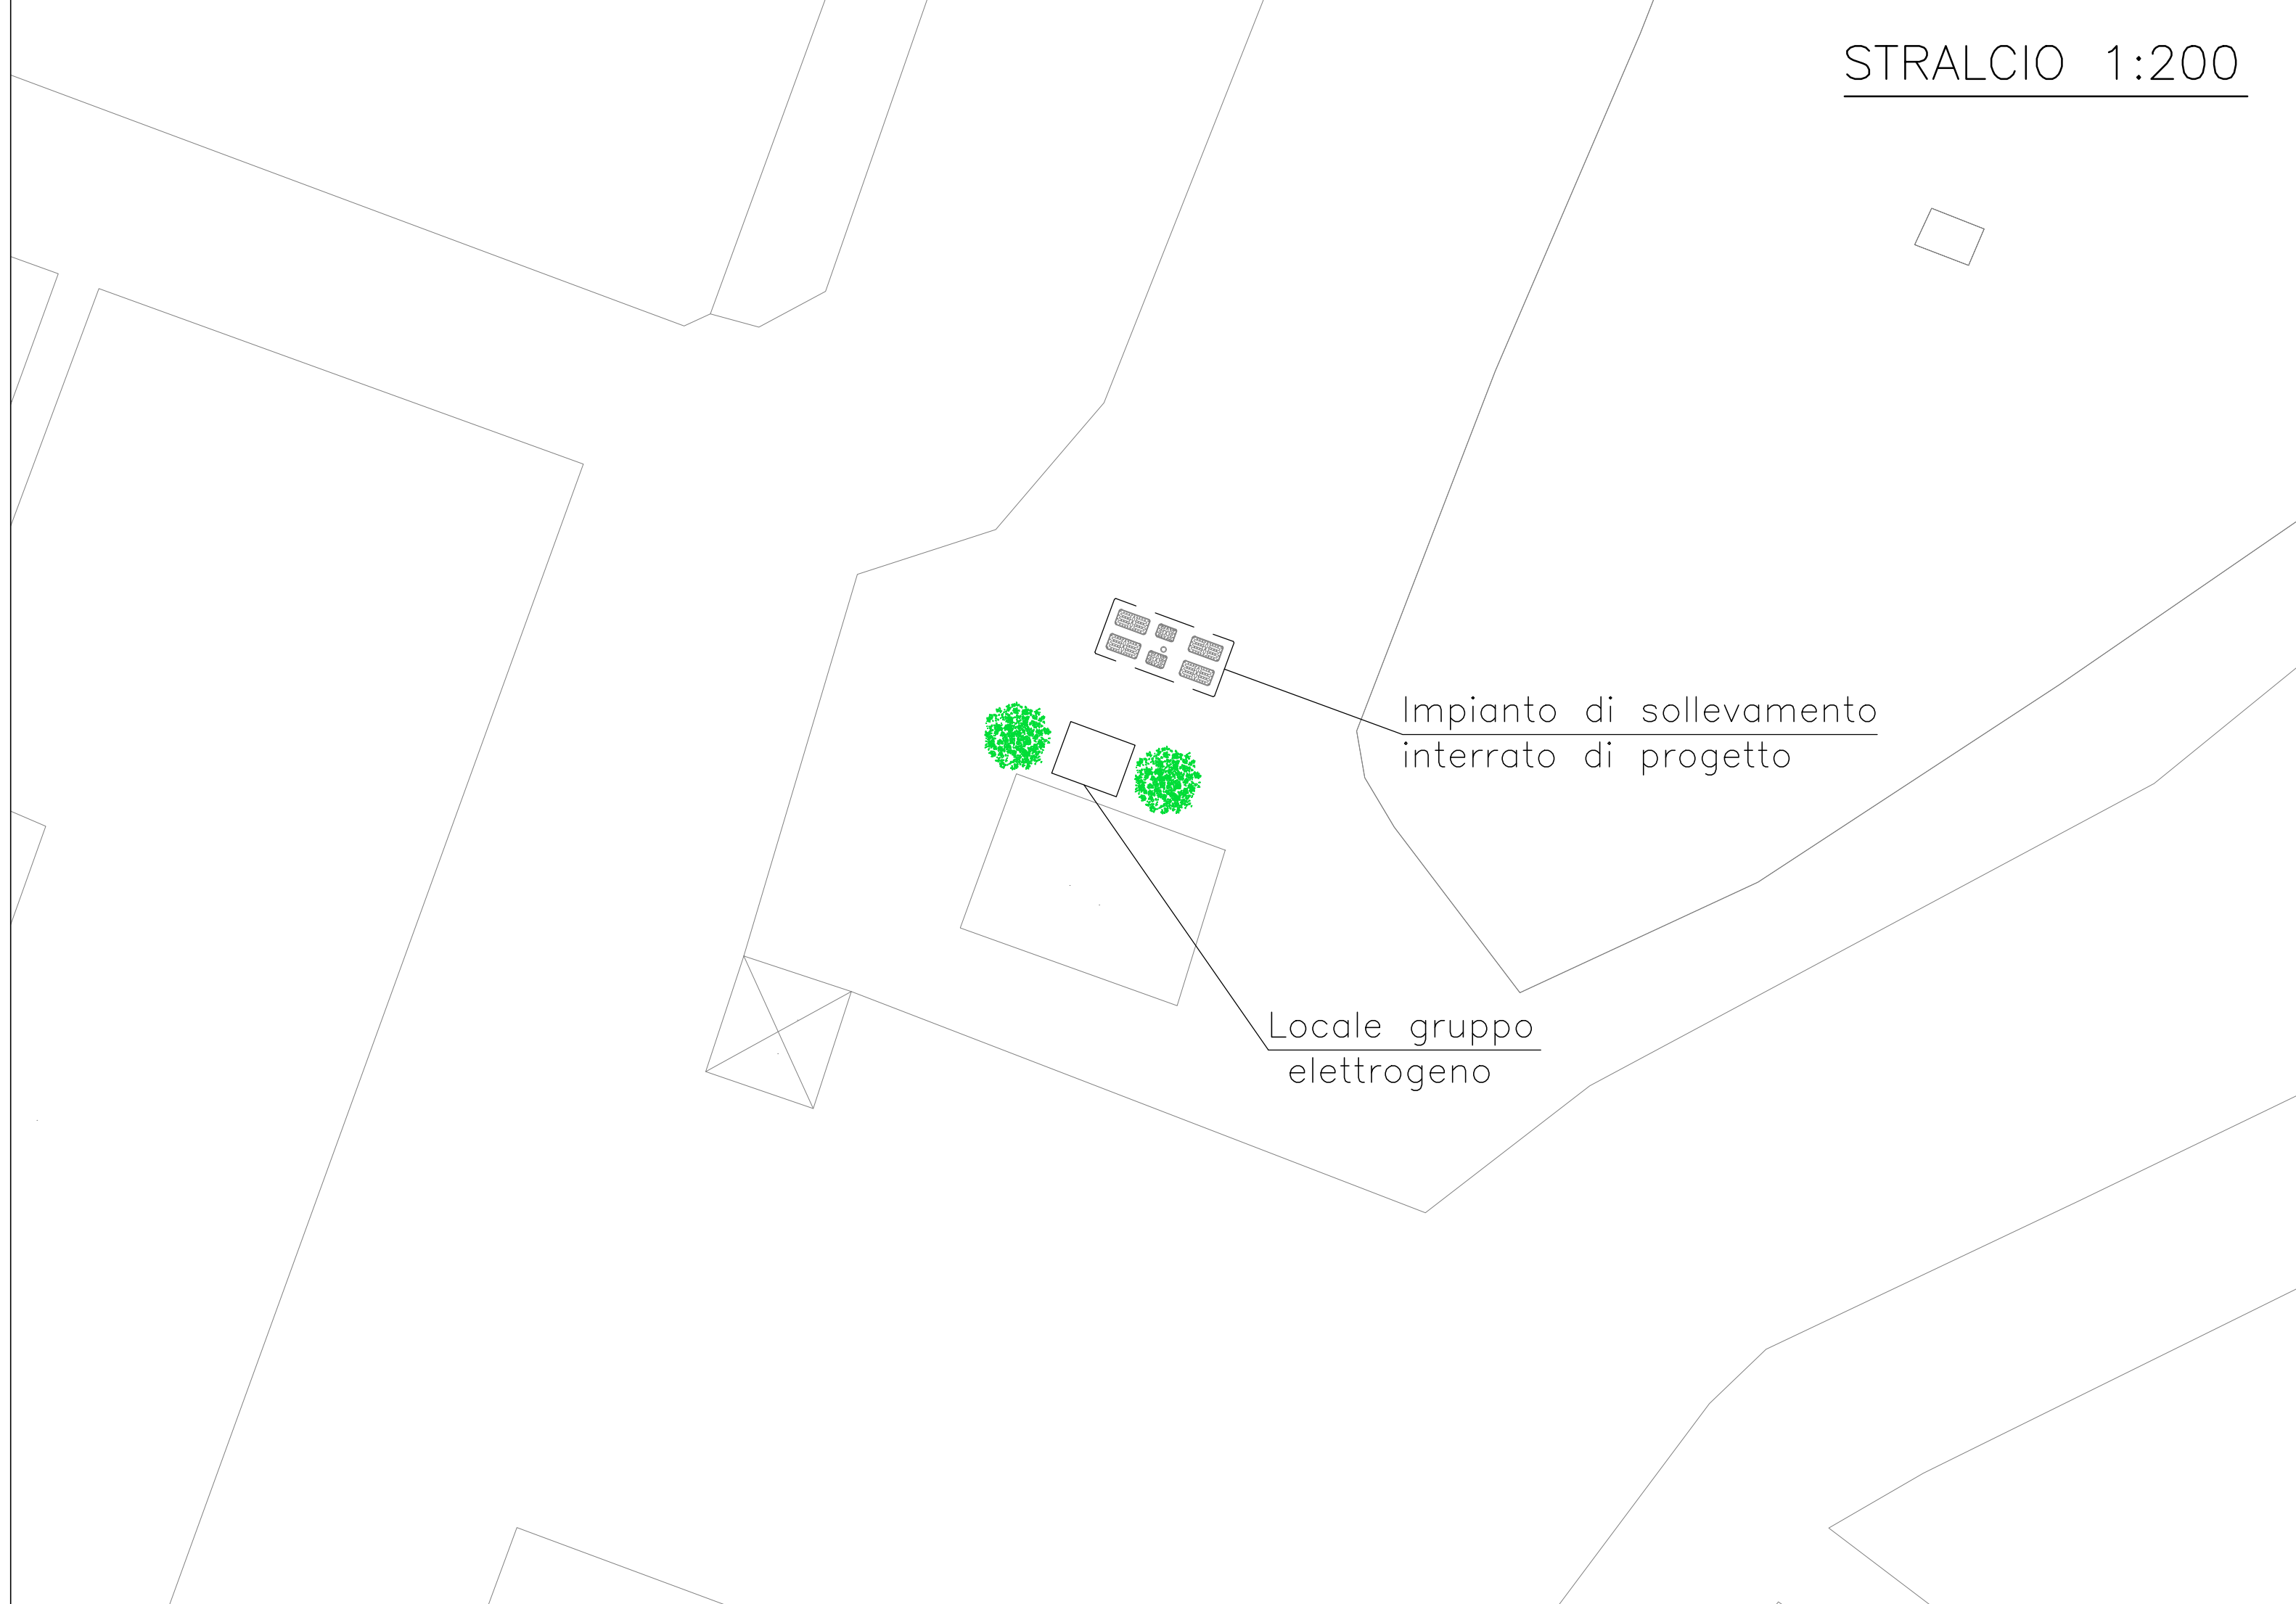 STRALCIO 1:200
Impianto di sollevamento
interrato di progetto
Locale gruppo
elettrogeno